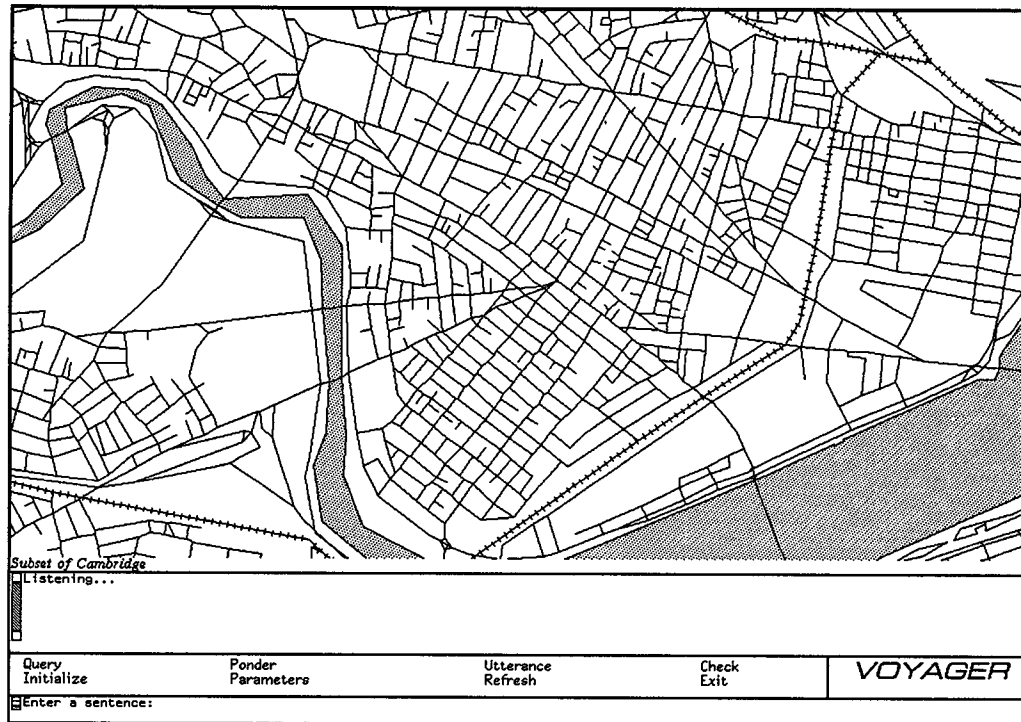 Subset of Cambridge
Listening...
Query Ponder Utterance Check
Initialize Parameters Refresh Exit
VOYAGER
Enter a sentence: